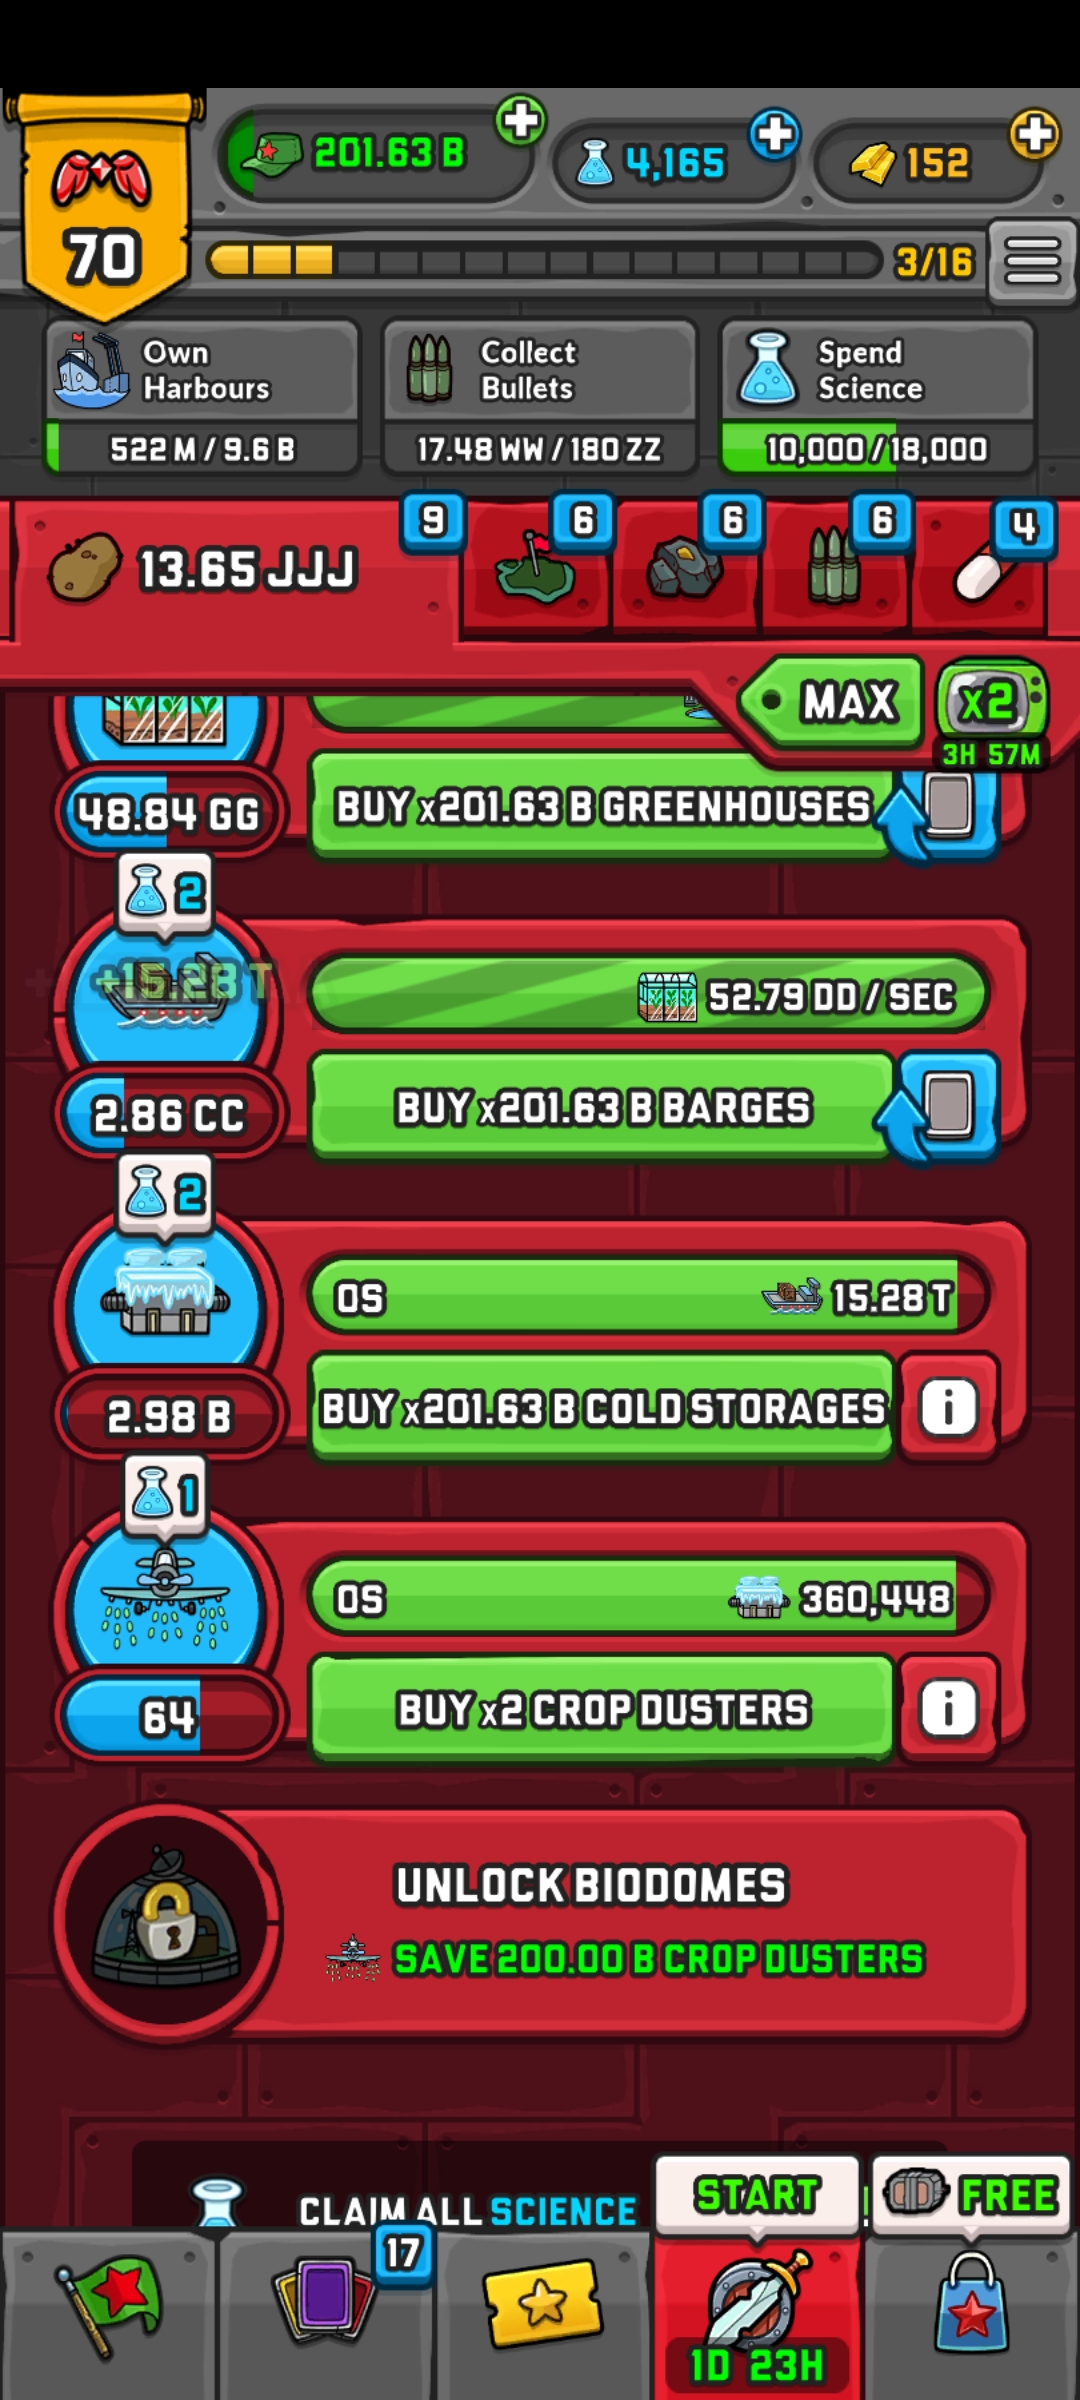 201.63 B
4,165
152
70
3/16
Own
Harbours
522 M / 9.6 B
Collect
Bullets
17.48 WW / 180 ZZ
Spend
Science
10,000 / 18,000
13.65 JJJ
9
6
6
6
4
MAX
x2
3H 57M
48.84 GG
BUY x201.63 B GREENHOUSES
2
+15.28 T
52.79 DD / SEC
2.86 CC
BUY x201.63 B BARGES
2
0S
15.28 T
2.98 B
BUY x201.63 B COLD STORAGES
i
1
0S
360,448
64
BUY x2 CROP DUSTERS
i
UNLOCK BIODOMES
SAVE 200.00 B CROP DUSTERS
CLAIM ALL SCIENCE
START
FREE
17
1D 23H